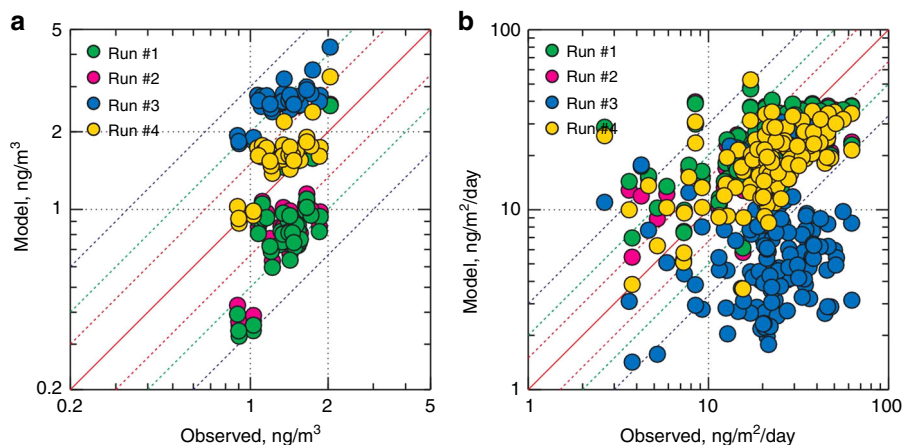 a
5
2
1
0.2
Model, ng/m³
Run #1
Run #2
Run #3
Run #4
0.2
1
2
5
Observed, ng/m³
b
100
10
1
Model, ng/m²/day
Run #1
Run #2
Run #3
Run #4
1
10
100
Observed, ng/m²/day